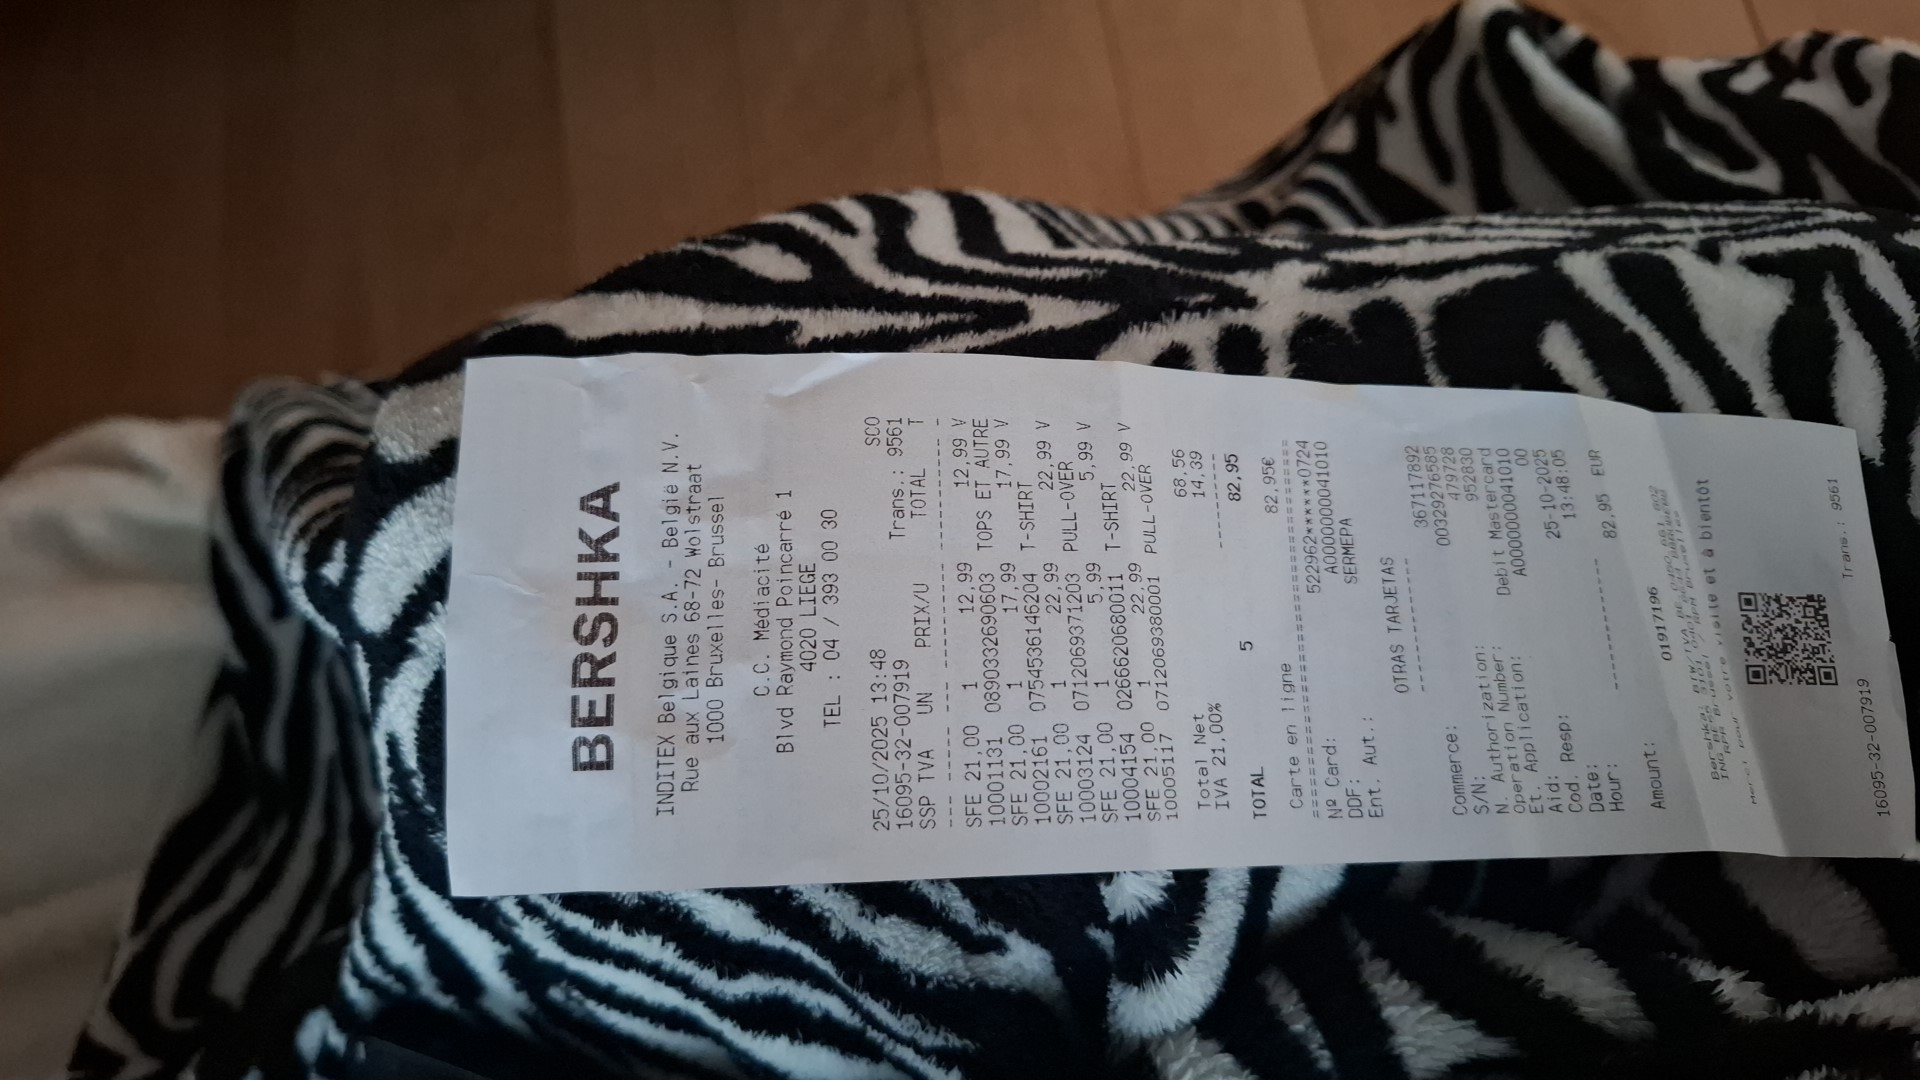 BERSHKA
INDITEX Belgique S.A. - België N.V.
Rue aux Laines 68-72 Wolstraat
1000 Bruxelles- Brussel
C.C. Médiacité
Blvd Raymond Poincarré 1
4020 LIEGE
TEL : 04 / 393 00 30
25/10/2025 13:48 SCO
16095-32-007919 Trans.: 9561
SSP TVA UN PRIX/U TOTAL T
SFE 21,00 1 12,99 12,99 V
10001131 0890332690603 TOPS ET AUTRE
SFE 21,00 1 17,99 17,99 V
10002161 0754536146204 T-SHIRT
SFE 21,00 1 22,99 22,99 V
10003124 0712069371203 PULL-OVER
SFE 21,00 1 5,99 5,99 V
10004154 0266620680011 T-SHIRT
SFE 21,00 1 22,99 22,99 V
10005117 0712069380001 PULL-OVER
Total Net 68,56
IVA 21,00% 14,39
TOTAL 5 82,95
Carte en ligne 82,95€
Nº Card: 522962******0724
DDF: A0000000041010
Ent. Aut.: SERMEPA
OTRAS TARJETAS
Commerce: 367117892
S/N: 00329276585
N. Authorization: 479728
Operation Number: 952830
Et. Application: Debit Mastercard
Aid: A0000000041010
Cod. Resp: 00
Date: 25-10-2025
Hour: 13:48:05
Amount: 82,95 EUR
01917196
Merci pour votre visite et à bientôt
16095-32-007919 Trans.: 9561